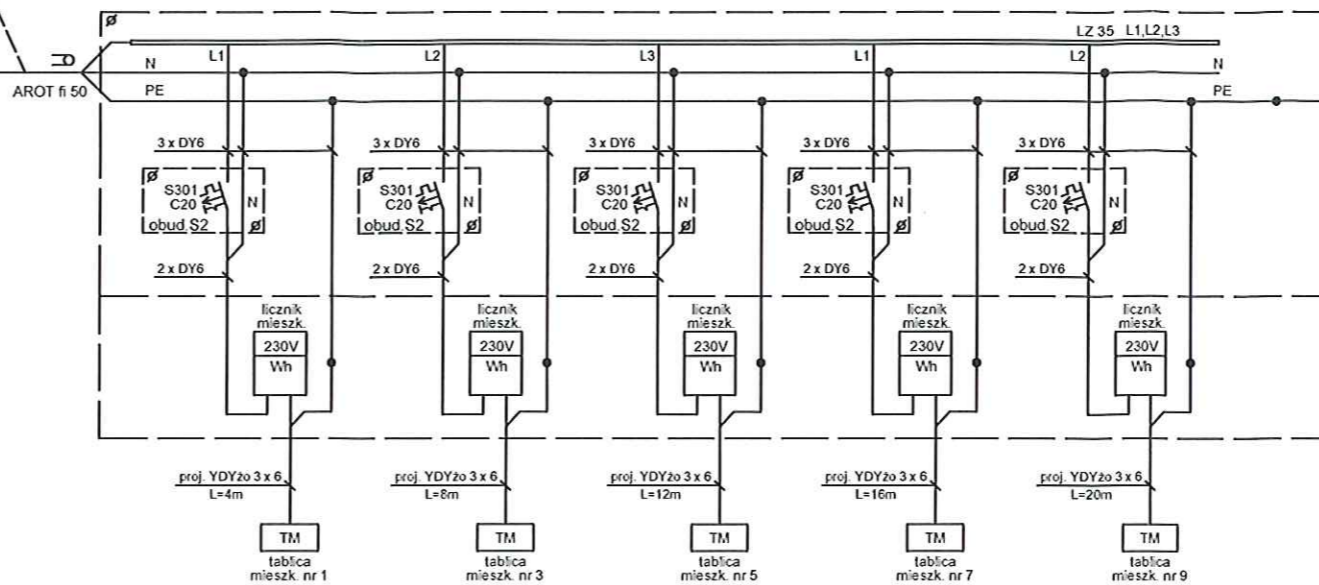 LZ 35 L1,L2,L3
L1 L2 L3 L1 L2
N N
AROT fi 50 PE PE
3 x DY6 3 x DY6 3 x DY6 3 x DY6 3 x DY6
S301 S301 S301 S301 S301
C20 N C20 N C20 N C20 N C20 N
obud.S2 obud.S2 obud.S2 obud.S2 obud.S2
2 x DY6 2 x DY6 2 x DY6 2 x DY6 2 x DY6
licznik licznik licznik licznik licznik
mieszk. mieszk. mieszk. mieszk. mieszk.
230V 230V 230V 230V 230V
Wh Wh Wh Wh Wh
proj. YDYżo 3 x 6 proj. YDYżo 3 x 6 proj. YDYżo 3 x 6 proj. YDYżo 3 x 6 proj. YDYżo 3 x 6
L=4m L=8m L=12m L=16m L=20m
TM TM TM TM TM
tablica tablica tablica tablica tablica
mieszk. nr 1 mieszk. nr 3 mieszk. nr 5 mieszk. nr 7 mieszk. nr 9